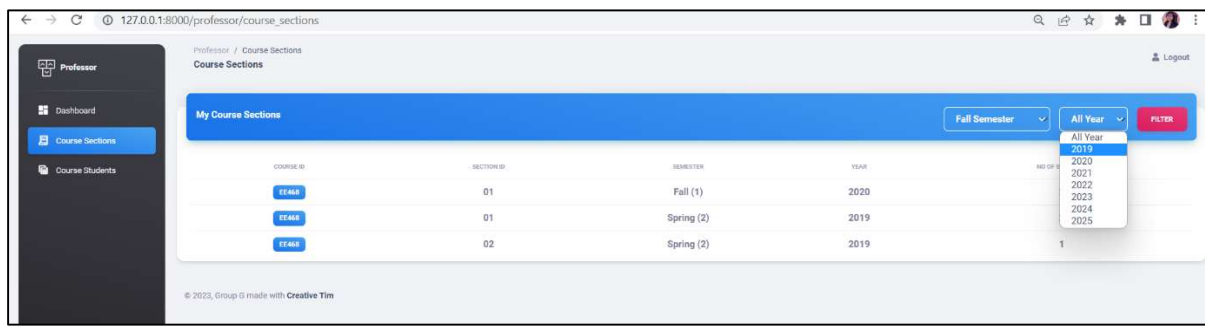 127.0.0.1:8000/professor/course_sections
Professor
Professor / Course Sections
Course Sections
Logout
Dashboard
Course Sections
Course Students
My Course Sections
Fall Semester
All Year
FILTER
All Year
2019
2020
2021
2022
2023
2024
2025
COURSE ID SECTION ID SEMESTER YEAR NO OF
EE468 01 Fall (1) 2020
EE468 01 Spring (2) 2019
EE468 02 Spring (2) 2019 1
© 2023, Group G made with Creative Tim